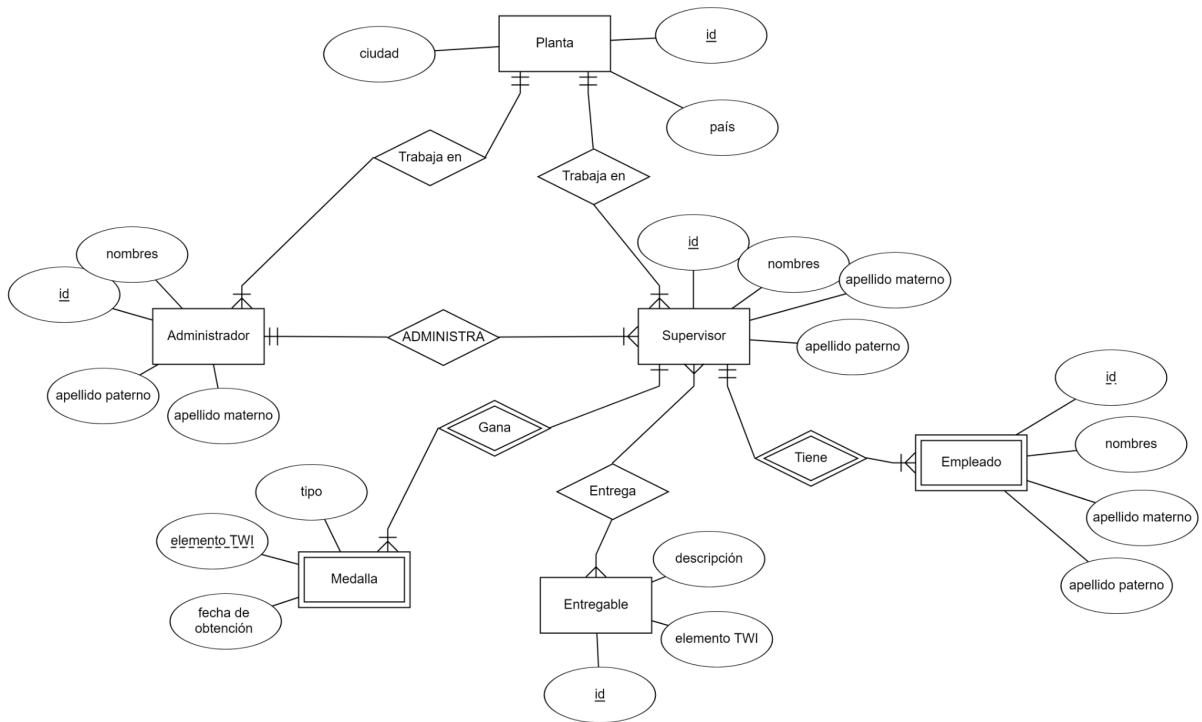 Planta
id
ciudad
país
Trabaja en
Trabaja en
id
nombres
apellido materno
apellido paterno
nombres
id
Administrador
ADMINISTRA
Supervisor
apellido paterno
apellido materno
id
nombres
apellido materno
apellido paterno
Gana
Tiene
Empleado
Entrega
tipo
elemento TWI
Medalla
fecha de
obtención
descripción
Entregable
elemento TWI
id